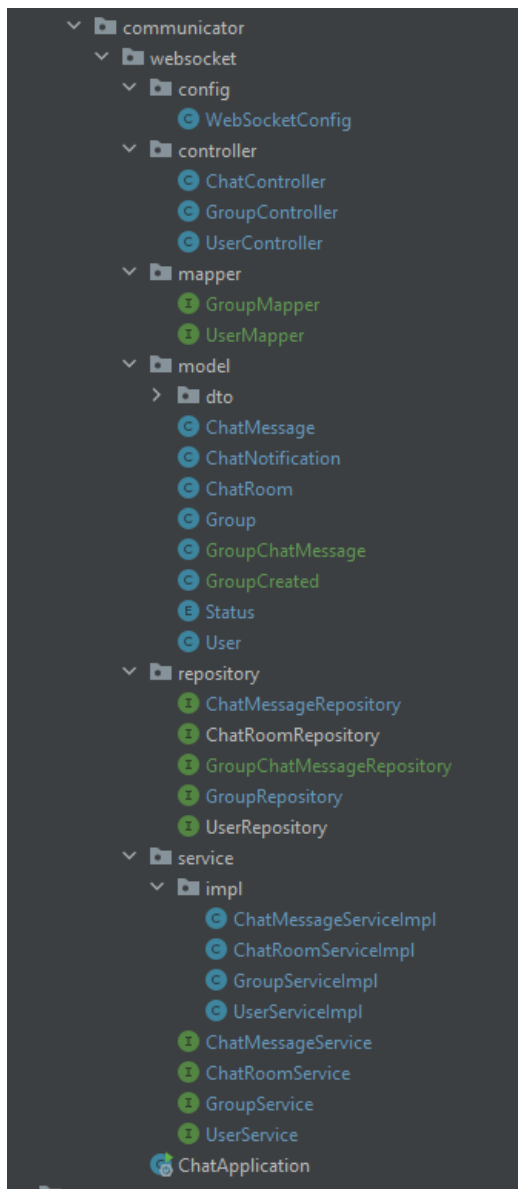 communicator
websocket
config
C WebSocketConfig
controller
C ChatController
C GroupController
C UserController
mapper
I GroupMapper
I UserMapper
model
dto
C ChatMessage
C ChatNotification
C ChatRoom
C Group
C GroupChatMessage
C GroupCreated
E Status
C User
repository
I ChatMessageRepository
I ChatRoomRepository
I GroupChatMessageRepository
I GroupRepository
I UserRepository
service
impl
C ChatMessageServiceImpl
C ChatRoomServiceImpl
C GroupServiceImpl
C UserServiceImpl
I ChatMessageService
I ChatRoomService
I GroupService
I UserService
ChatApplication